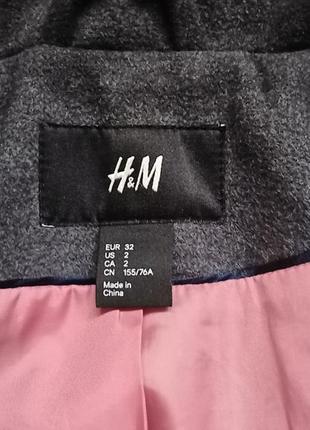 H&M
EUR 32
US 2
CA 2
CN 155/76A
Made in
China